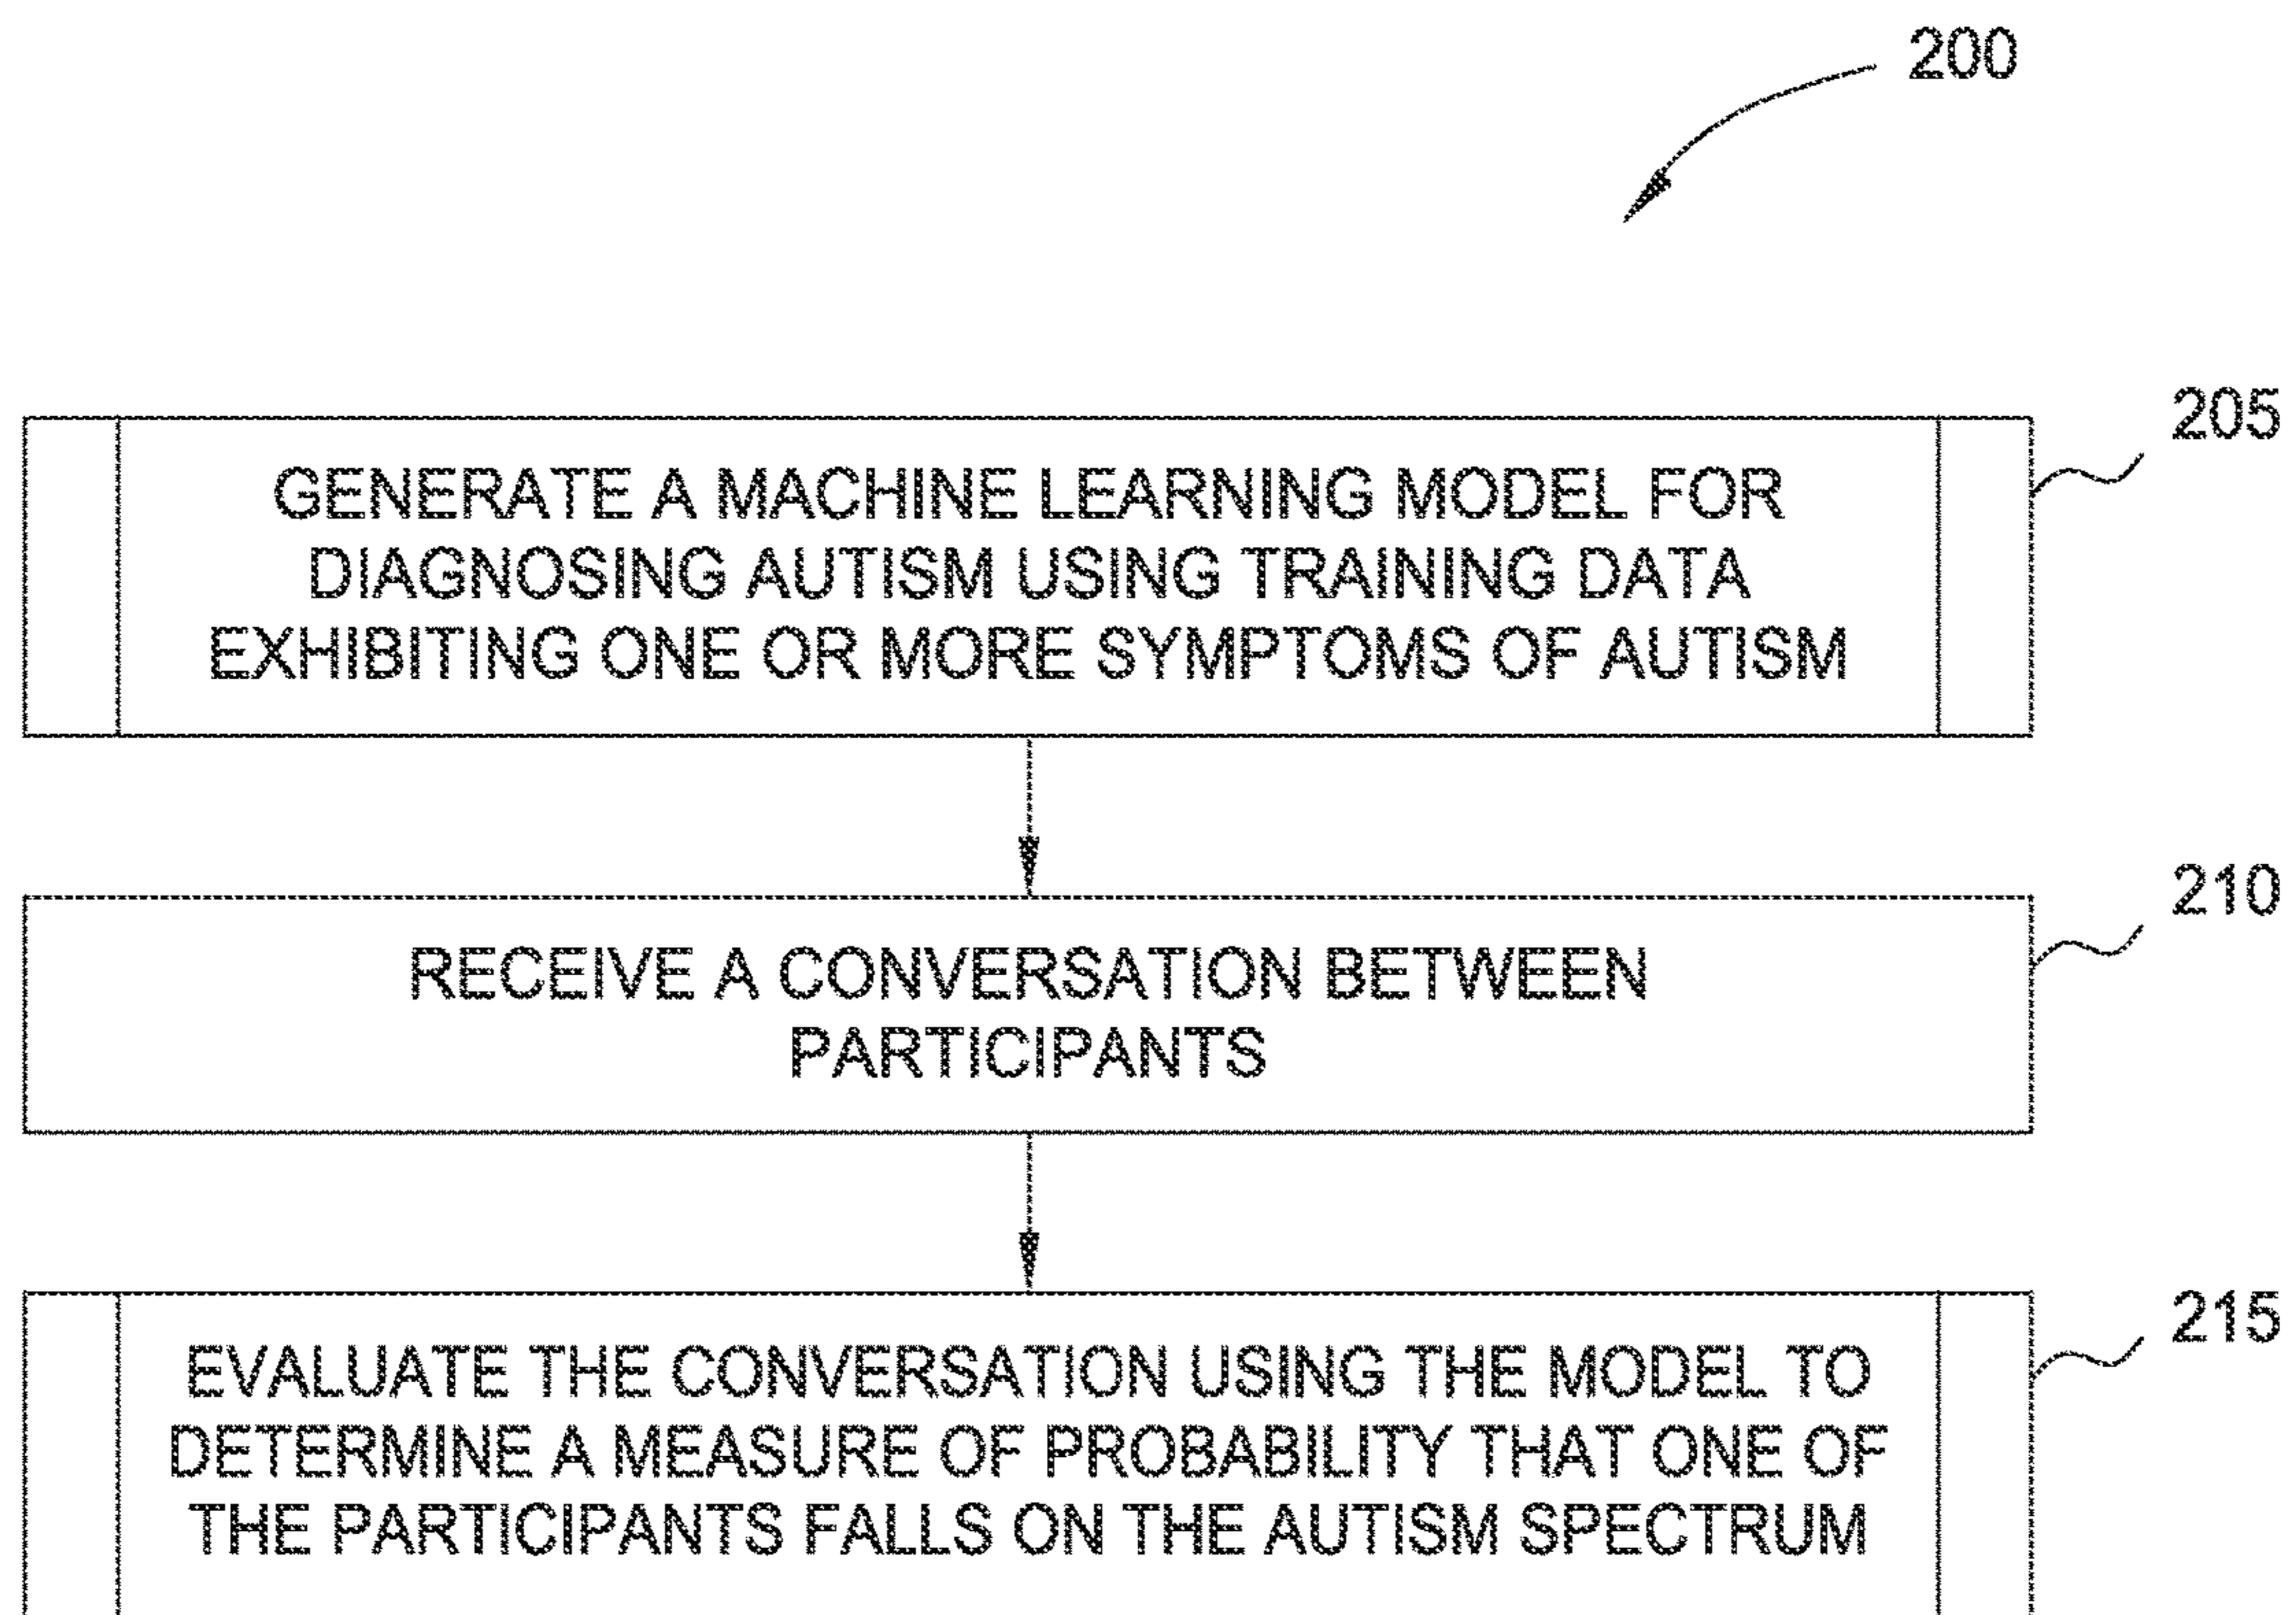 200
205
GENERATE A MACHINE LEARNING MODEL FOR
DIAGNOSING AUTISM USING TRAINING DATA
EXHIBITING ONE OR MORE SYMPTOMS OF AUTISM
210
RECEIVE A CONVERSATION BETWEEN
PARTICIPANTS
215
EVALUATE THE CONVERSATION USING THE MODEL TO
DETERMINE A MEASURE OF PROBABILITY THAT ONE OF
THE PARTICIPANTS FALLS ON THE AUTISM SPECTRUM